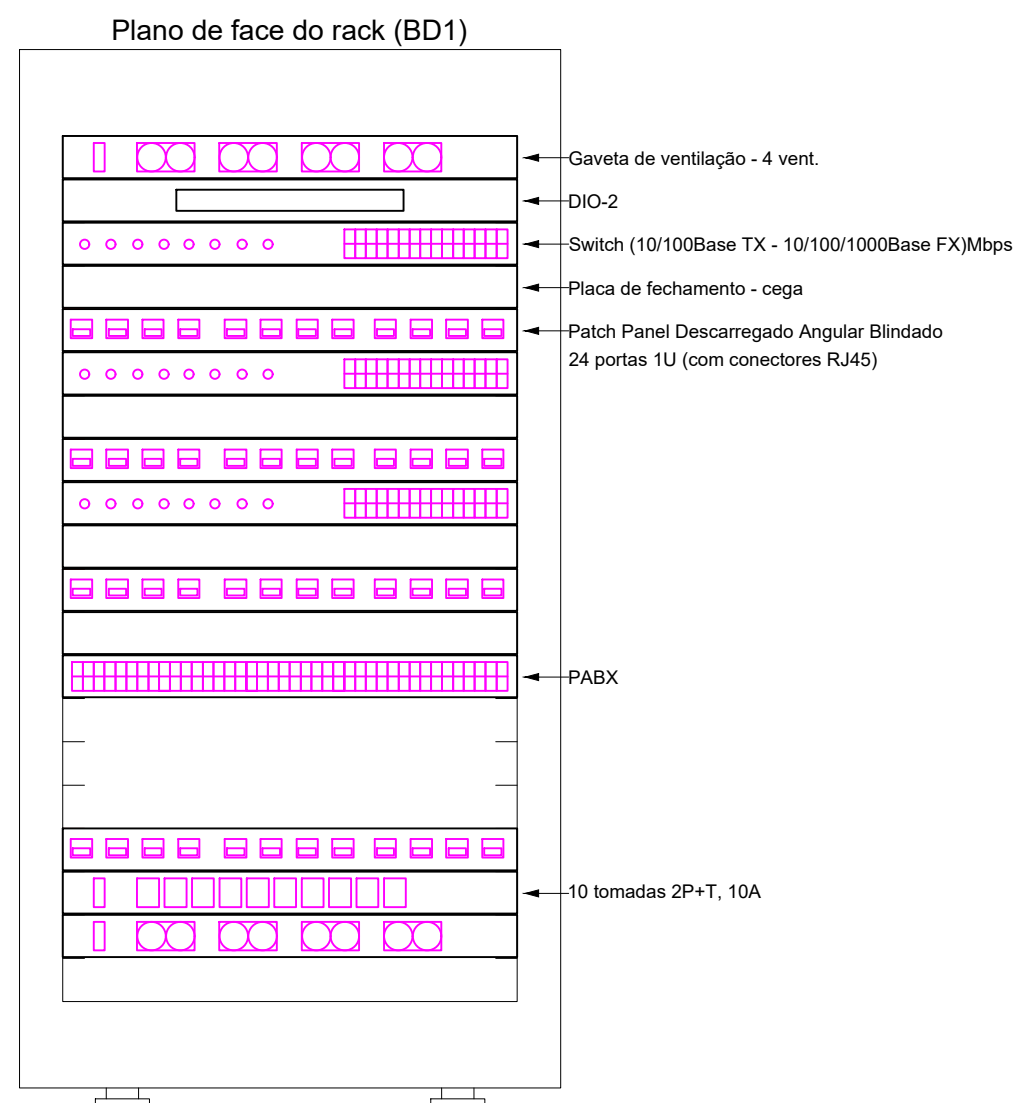 Plano de face do rack (BD1)
Gaveta de ventilação - 4 vent.
DIO-2
Switch (10/100Base TX - 10/100/1000Base FX)Mbps
Placa de fechamento - cega
Patch Panel Descarregado Angular Blindado
24 portas 1U (com conectores RJ45)
PABX
10 tomadas 2P+T, 10A